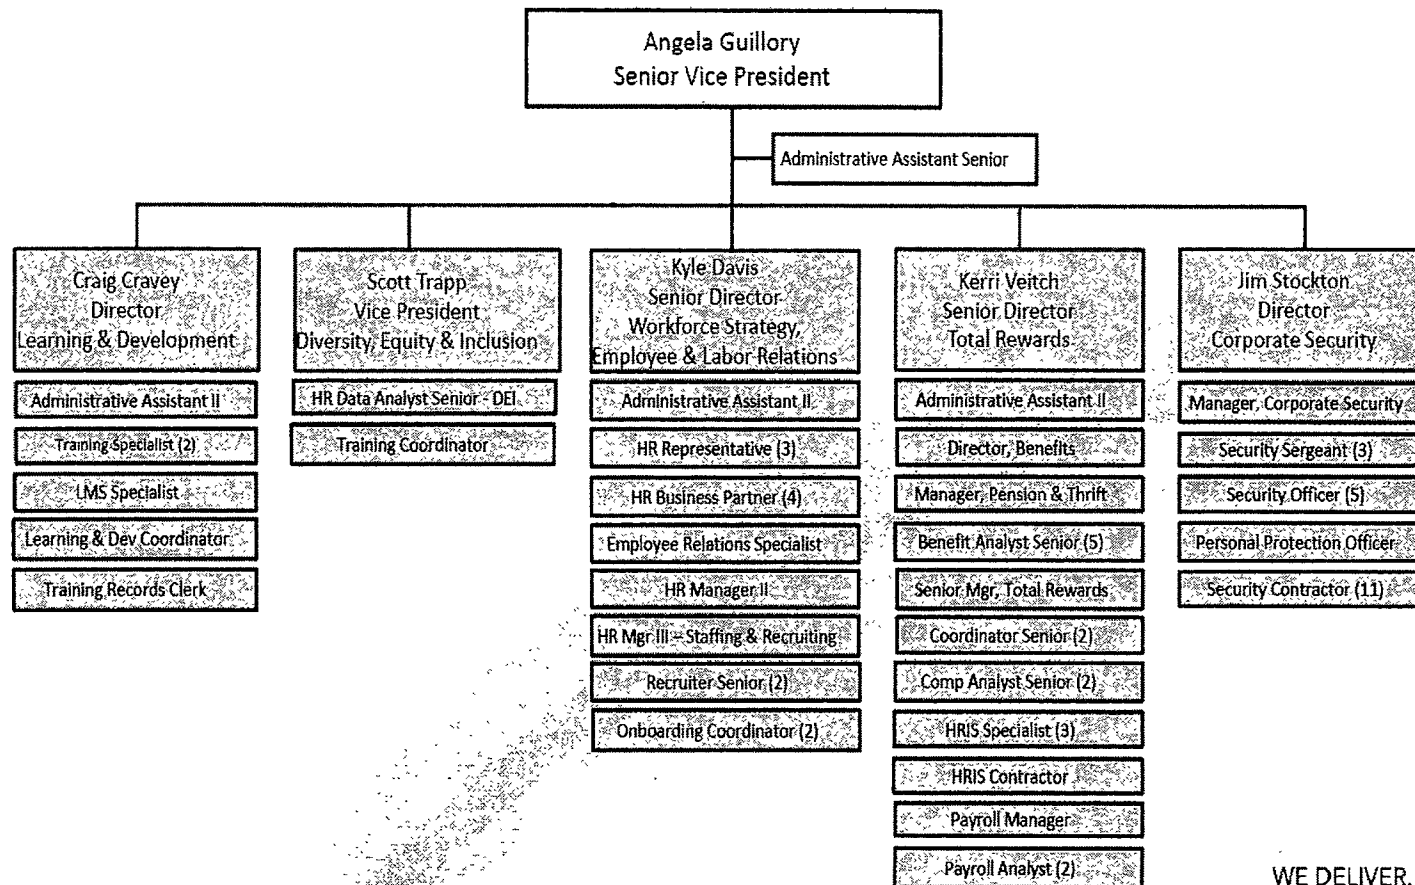 Angela Guillory
Senior Vice President
Administrative Assistant Senior
Craig Cravey
Director
Learning & Development
Administrative Assistant II
Training Specialist (2)
LMS Specialist
Learning & Dev Coordinator
Training Records Clerk
Scott Trapp
Vice President
Diversity, Equity & Inclusion
HR Data Analyst Senior - DEI
Training Coordinator
Kyle Davis
Senior Director
Workforce Strategy,
Employee & Labor Relations
Administrative Assistant II
HR Representative (3)
HR Business Partner (4)
Employee Relations Specialist
HR Manager II
HR Mgr III – Staffing & Recruiting
Recruiter Senior (2)
Onboarding Coordinator (2)
Kerri Veitch
Senior Director
Total Rewards
Administrative Assistant II
Director, Benefits
Manager, Pension & Thrift
Benefit Analyst Senior (5)
Senior Mgr, Total Rewards
Coordinator Senior (2)
Comp Analyst Senior (2)
HRIS Specialist (3)
HRIS Contractor
Payroll Manager
Payroll Analyst (2)
Jim Stockton
Director
Corporate Security
Manager, Corporate Security
Security Sergeant (3)
Security Officer (5)
Personal Protection Officer
Security Contractor (11)
WE DELIVER.